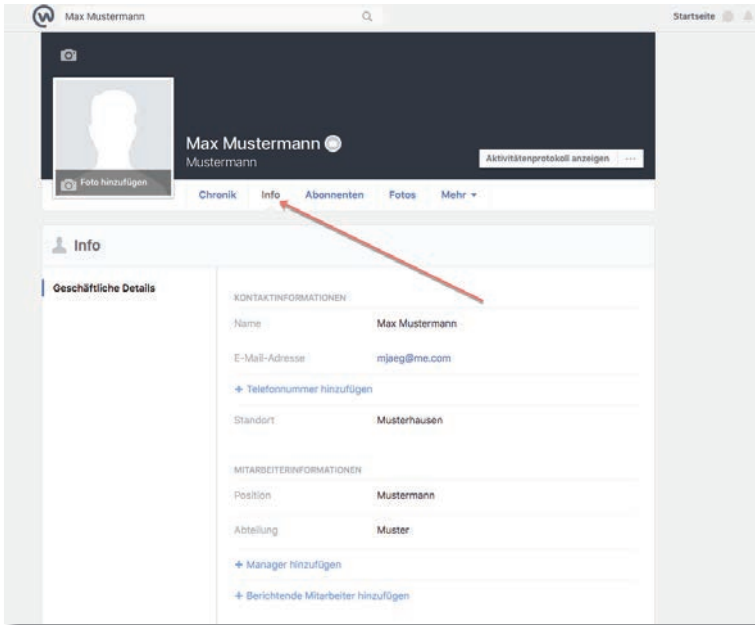 Max Mustermann
Startseite
Max Mustermann
Mustermann
Aktivitätenprotokoll anzeigen ...
Foto hinzufügen
Chronik Info Abonnenten Fotos Mehr
Info
Geschäftliche Details
KONTAKTINFORMATIONEN
Name Max Mustermann
E-Mail-Adresse mjaeg@me.com
+ Telefonnummer hinzufügen
Standort Musterhausen
MITARBEITERINFORMATIONEN
Position Mustermann
Abteilung Muster
+ Manager hinzufügen
+ Berichtende Mitarbeiter hinzufügen